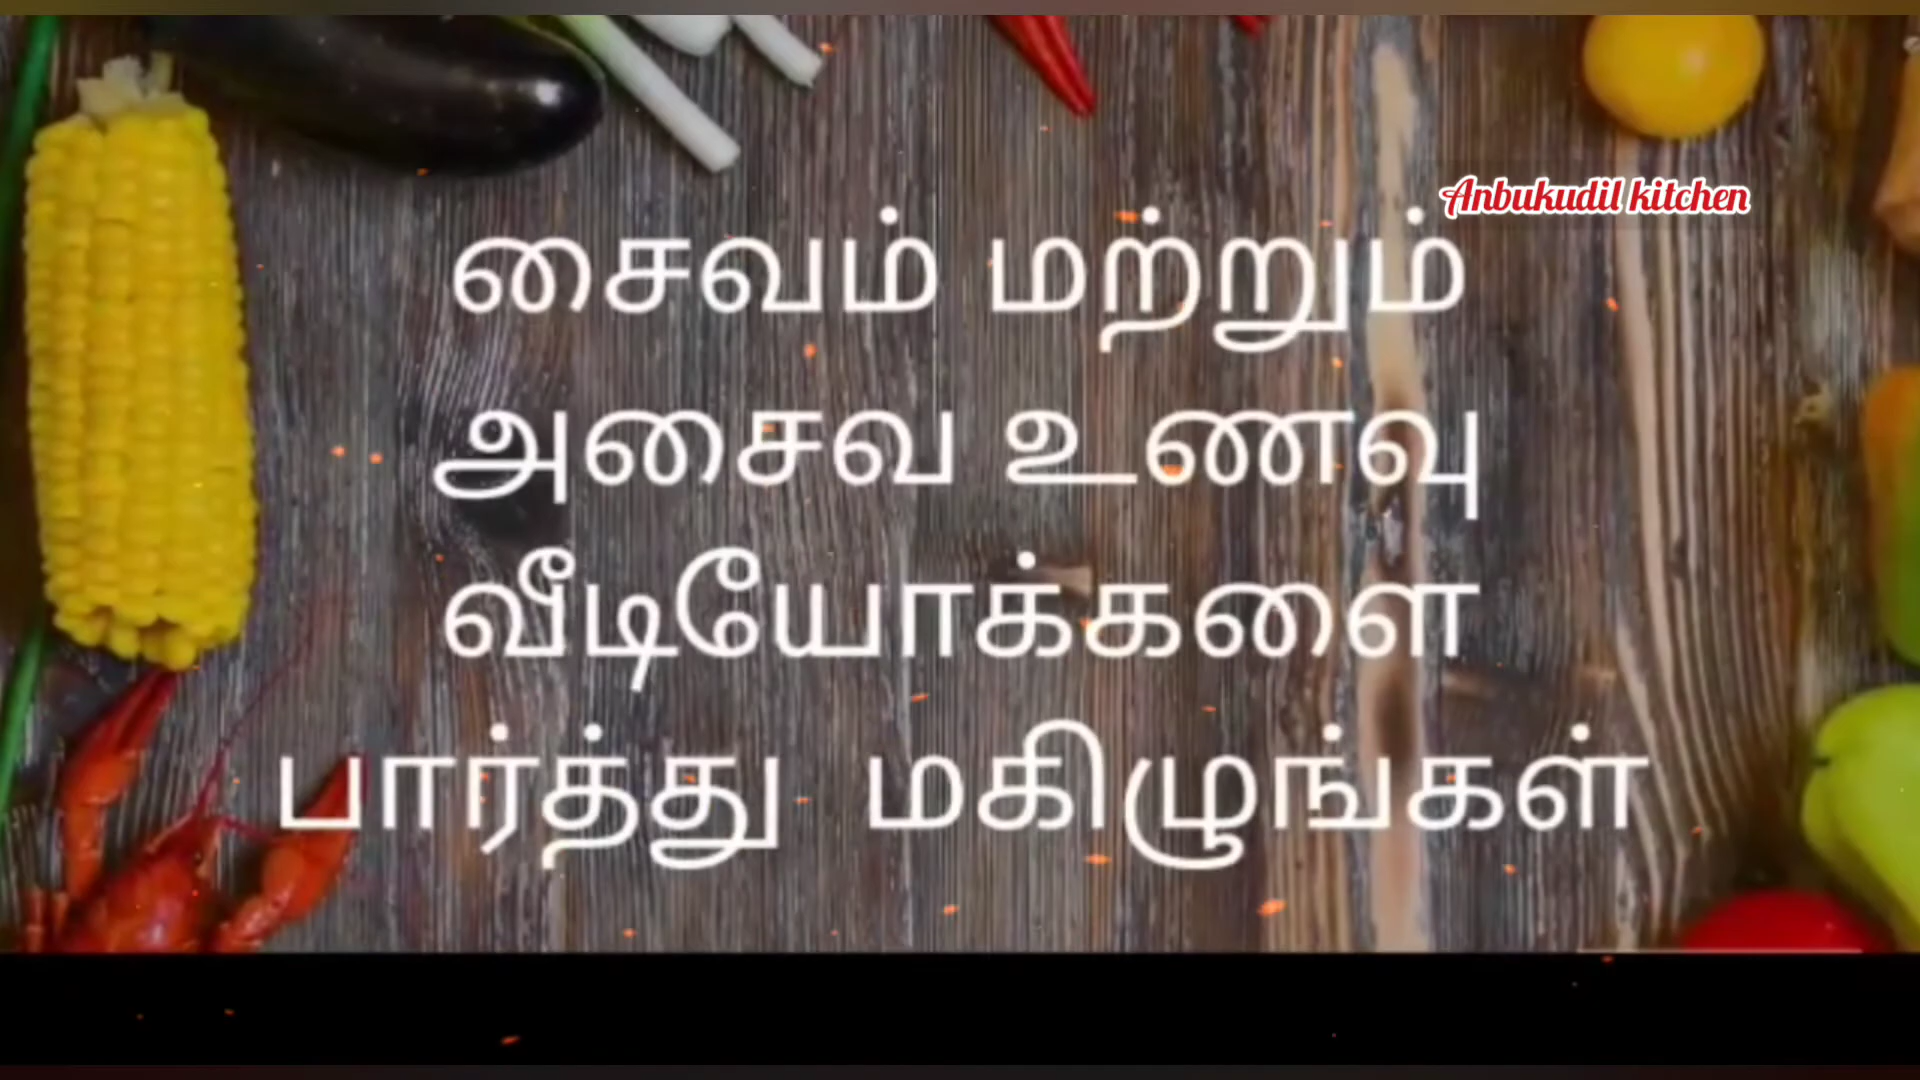 Anbukudil kitchen
சைவம் மற்றும்
அசைவ உணவு
வீடியோக்களை
பார்த்து மகிழுங்கள்